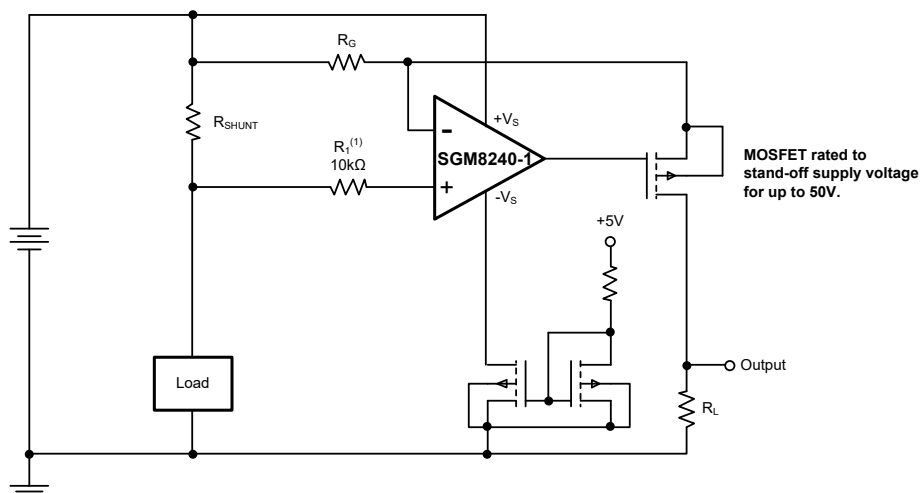 R_G
R_SHUNT
R_1^(1)
10kΩ
+V_S
-
SGM8240-1
+
-V_S
MOSFET rated to
stand-off supply voltage
for up to 50V.
+5V
Load
Output
R_L